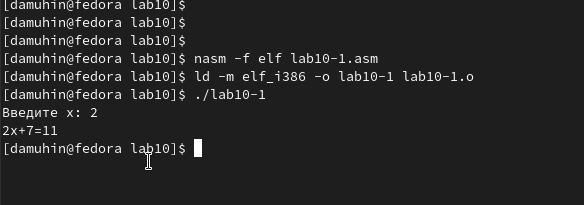 [damuhin@fedora lab10]$
[damuhin@fedora lab10]$
[damuhin@fedora lab10]$
[damuhin@fedora lab10]$ nasm -f elf lab10-1.asm
[damuhin@fedora lab10]$ ld -m elf_i386 -o lab10-1 lab10-1.o
[damuhin@fedora lab10]$ ./lab10-1
Введите x: 2
2x+7=11
[damuhin@fedora lab10]$